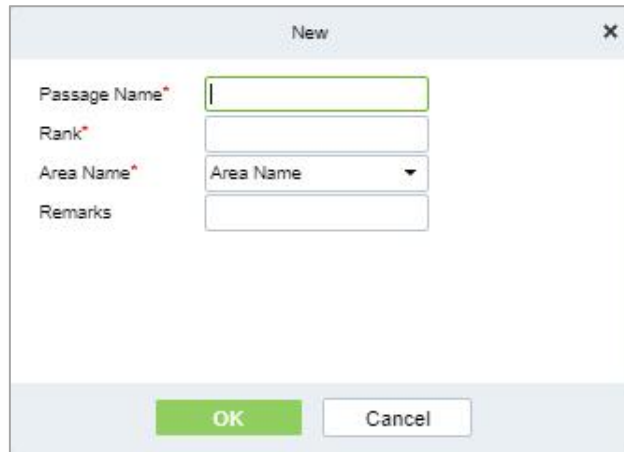 New
Passage Name*
Rank*
Area Name* Area Name
Remarks
OK Cancel